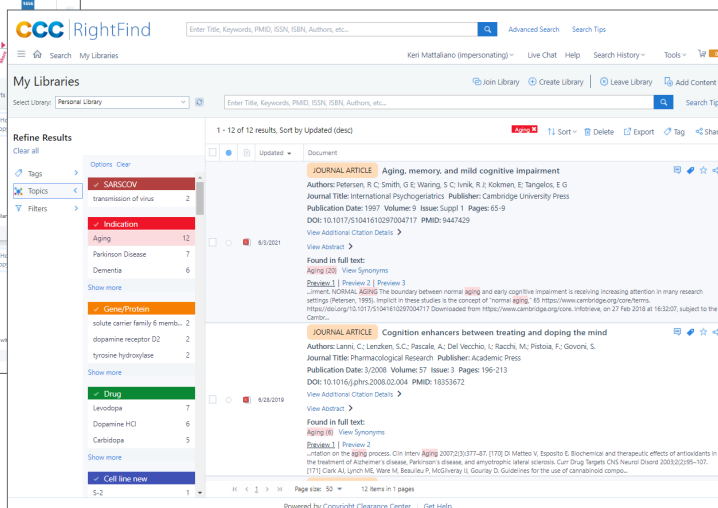 CCC RightFind
Enter Title, Keywords, PMID, ISSN, ISBN, Authors, etc...
Advanced Search Search Tips
Search My Libraries
Keri Mattaliano (impersonating) Live Chat Help Search History Tools
My Libraries
Join Library Create Library Leave Library Add Content
Select Library: Personal Library
Enter Title, Keywords, PMID, ISSN, ISBN, Authors, etc...
Search Tips
Refine Results
Clear all
Tags
Topics
Filters
Options Clear
SARSCOV
transmission of virus 2
Indication
Aging 12
Parkinson Disease 7
Dementia 6
Show more
Gene/Protein
solute carrier family 6 memb... 2
dopamine receptor D2 2
tyrosine hydroxylase 2
Show more
Drug
Levodopa 7
Dopamine HCl 6
Carbidopa 5
Show more
Cell line new
S-2 1
1 - 12 of 12 results, Sort by Updated (desc)
Aging Sort Delete Export Tag Share
Updated Document
JOURNAL ARTICLE Aging, memory, and mild cognitive impairment
Authors: Petersen, R C; Smith, G E; Waring, S C; Ivnik, R J; Kokmen, E; Tangelos, E G
Journal Title: International Psychogeriatrics Publisher: Cambridge University Press
Publication Date: 1997 Volume: 9 Issue: Suppl 1 Pages: 65-9
DOI: 10.1017/S1041610297004717 PMID: 9447429
View Additional Citation Details
6/3/2021
View Abstract
Found in full text:
Aging (20) View Synonyms
Preview 1 | Preview 2 | Preview 3
...irment. NORMAL AGING The boundary between normal aging and early cognitive impairment is receiving increasing attention in many research
settings (Petersen, 1995). Implicit in these studies is the concept of "normal aging," 65 https://www.cambridge.org/core/terms.
https://doi.org/10.1017/S1041610297004717 Downloaded from https://www.cambridge.org/core. Infotrieve, on 27 Feb 2018 at 16:32:07, subject to the
Cambr...
JOURNAL ARTICLE Cognition enhancers between treating and doping the mind
Authors: Lanni, C.; Lenzken, S.C.; Pascale, A.; Del Vecchio, I.; Racchi, M.; Pistoia, F.; Govoni, S.
Journal Title: Pharmacological Research Publisher: Academic Press
Publication Date: 3/2008 Volume: 57 Issue: 3 Pages: 196-213
DOI: 10.1016/j.phrs.2008.02.004 PMID: 18353672
View Additional Citation Details
6/28/2019
View Abstract
Found in full text:
Aging (6) View Synonyms
Preview 1 | Preview 2
...ntation on the aging process. Clin Interv Aging 2007;2(3)377–87. [170] Di Matteo V, Esposito E. Biochemical and therapeutic effects of antioxidants in
the treatment of Alzheimer's disease, Parkinson's disease, and amyotrophic lateral sclerosis. Curr Drug Targets CNS Neurol Disord 2003;2(2):95–107.
[171] Clark AJ, Lynch ME, Ware M, Beaulieu P, McGilveray IJ, Gourlay D. Guidelines for the use of cannabinoid compou...
1 Page size: 50 12 items in 1 pages
Powered by Copyright Clearance Center | Get Help